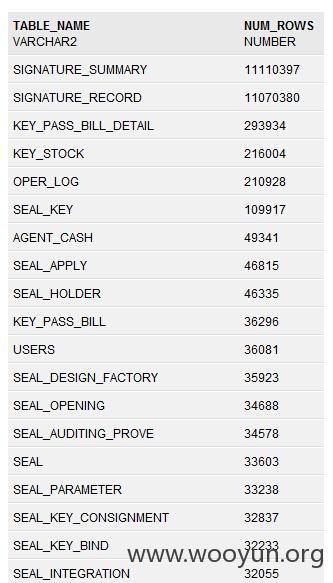 TABLE_NAME NUM_ROWS
VARCHAR2 NUMBER
SIGNATURE_SUMMARY 11110397
SIGNATURE_RECORD 11070380
KEY_PASS_BILL_DETAIL 293934
KEY_STOCK 216004
OPER_LOG 210928
SEAL_KEY 109917
AGENT_CASH 49341
SEAL_APPLY 46815
SEAL_HOLDER 46335
KEY_PASS_BILL 36296
USERS 36081
SEAL_DESIGN_FACTORY 35923
SEAL_OPENING 34688
SEAL_AUDITING_PROVE 34578
SEAL 33603
SEAL_PARAMETER 33238
SEAL_KEY_CONSIGNMENT 32837
SEAL_KEY_BIND 32233
www.wooyun.org
SEAL_INTEGRATION 32055